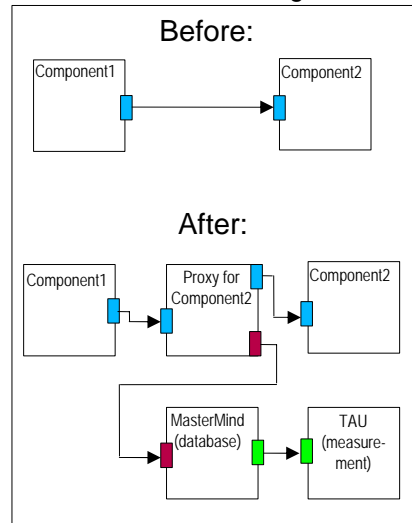 Before:
Component1
Component2
After:
Component1
Proxy for
Component2
Component2
MasterMind
(database)
TAU
(measure-
ment)